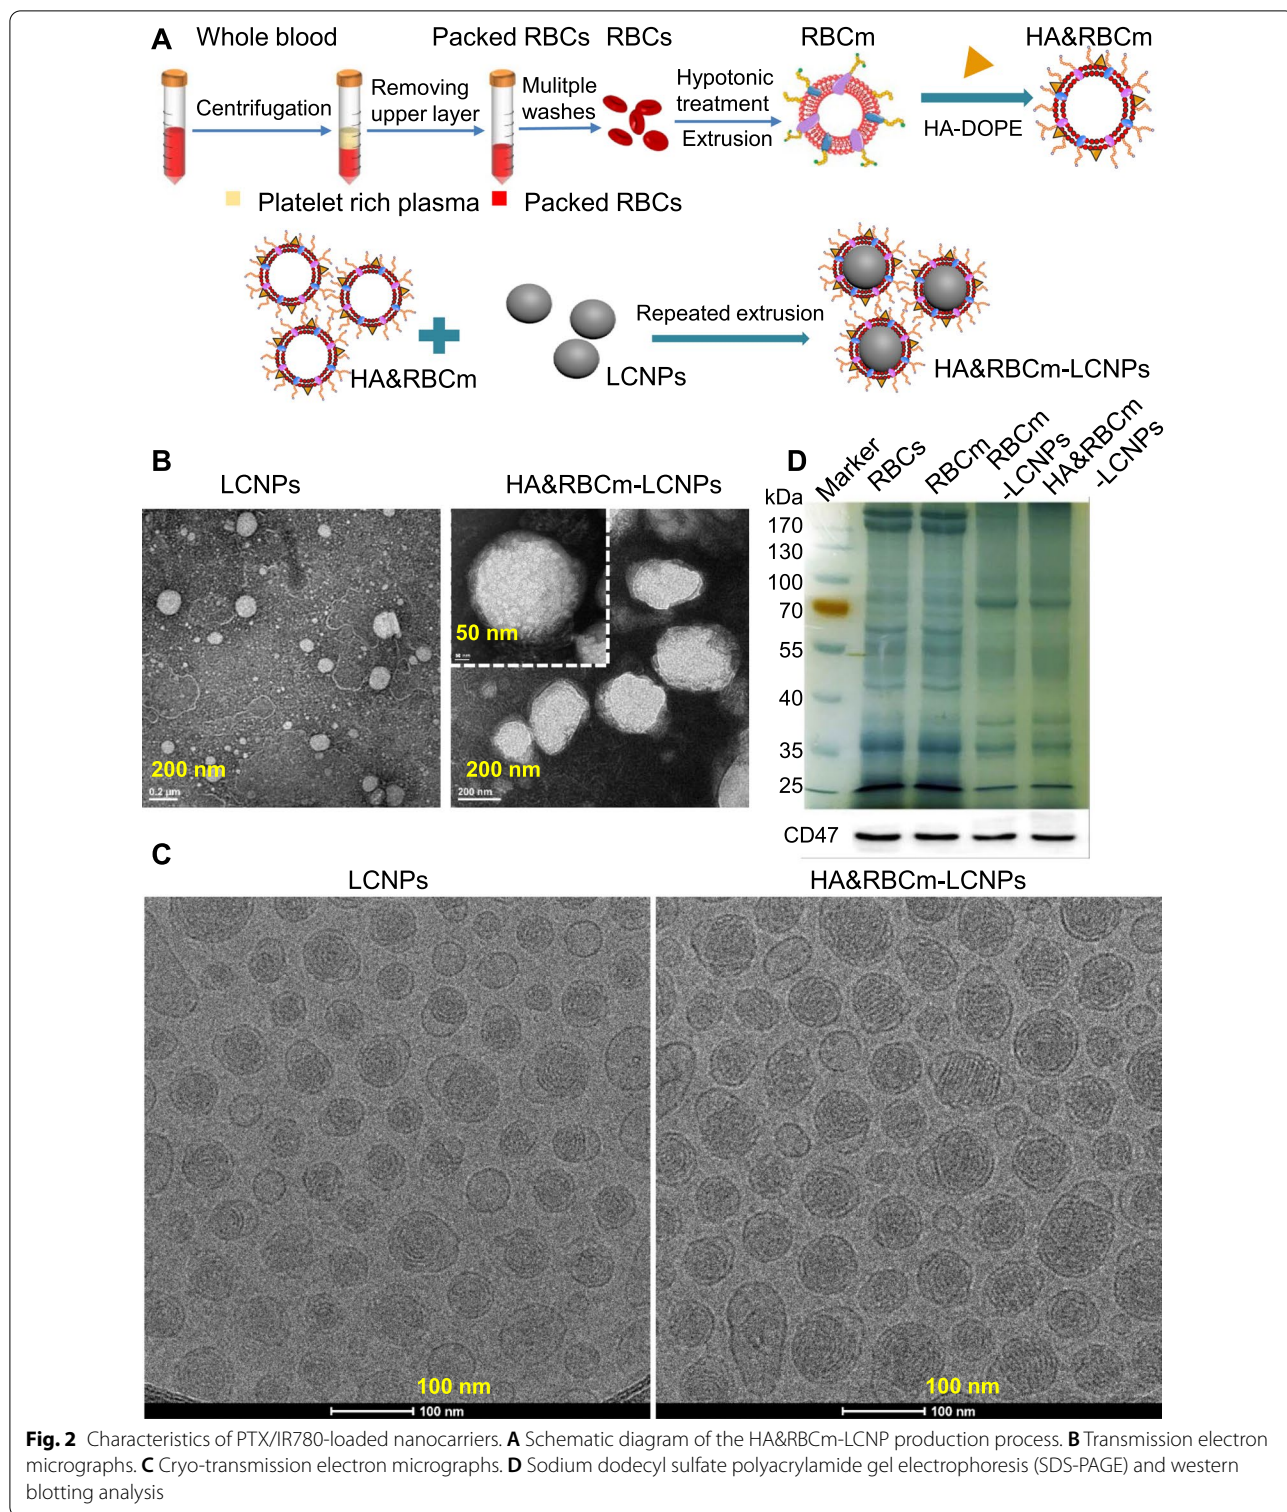 A
Whole blood
Packed RBCs
RBCs
RBCm
HA&RBCm
Centrifugation
Removing
upper layer
Mulitple
washes
Hypotonic
treatment
Extrusion
HA-DOPE
Platelet rich plasma
Packed RBCs
HA&RBCm
LCNPs
Repeated extrusion
HA&RBCm-LCNPs
B
LCNPs
HA&RBCm-LCNPs
200 nm
0.2 µm
50 nm
200 nm
200 nm
D
kDa
Marker
RBCs
RBCm
RBCm
-LCNPs
HA&RBCm
-LCNPs
170
130
100
70
55
40
35
25
CD47
C
LCNPs
HA&RBCm-LCNPs
100 nm
100 nm
100 nm
100 nm
Fig. 2 Characteristics of PTX/IR780-loaded nanocarriers. A Schematic diagram of the HA&RBCm-LCNP production process. B Transmission electron
micrographs. C Cryo-transmission electron micrographs. D Sodium dodecyl sulfate polyacrylamide gel electrophoresis (SDS-PAGE) and western
blotting analysis